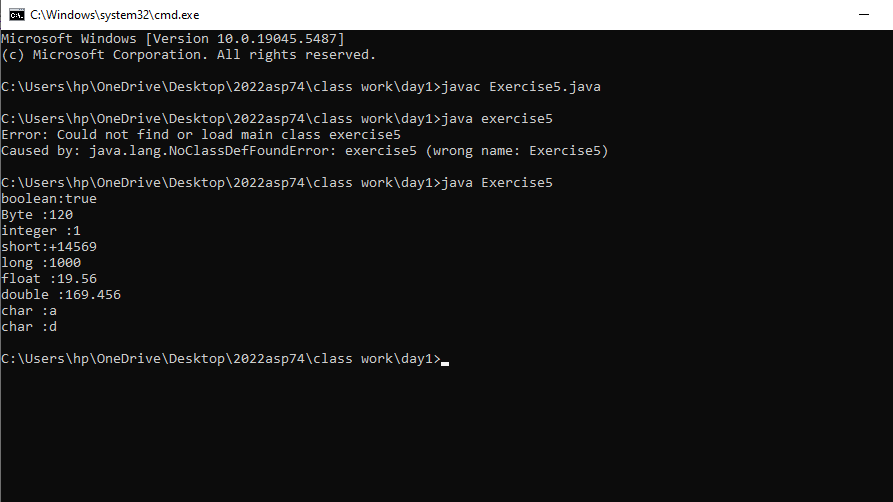 C:\Windows\system32\cmd.exe
Microsoft Windows [Version 10.0.19045.5487]
(c) Microsoft Corporation. All rights reserved.
C:\Users\hp\OneDrive\Desktop\2022asp74\class work\day1>javac Exercise5.java
C:\Users\hp\OneDrive\Desktop\2022asp74\class work\day1>java exercise5
Error: Could not find or load main class exercise5
Caused by: java.lang.NoClassDefFoundError: exercise5 (wrong name: Exercise5)
C:\Users\hp\OneDrive\Desktop\2022asp74\class work\day1>java Exercise5
boolean:true
Byte :120
integer :1
short:+14569
long :1000
float :19.56
double :169.456
char :a
char :d
C:\Users\hp\OneDrive\Desktop\2022asp74\class work\day1>